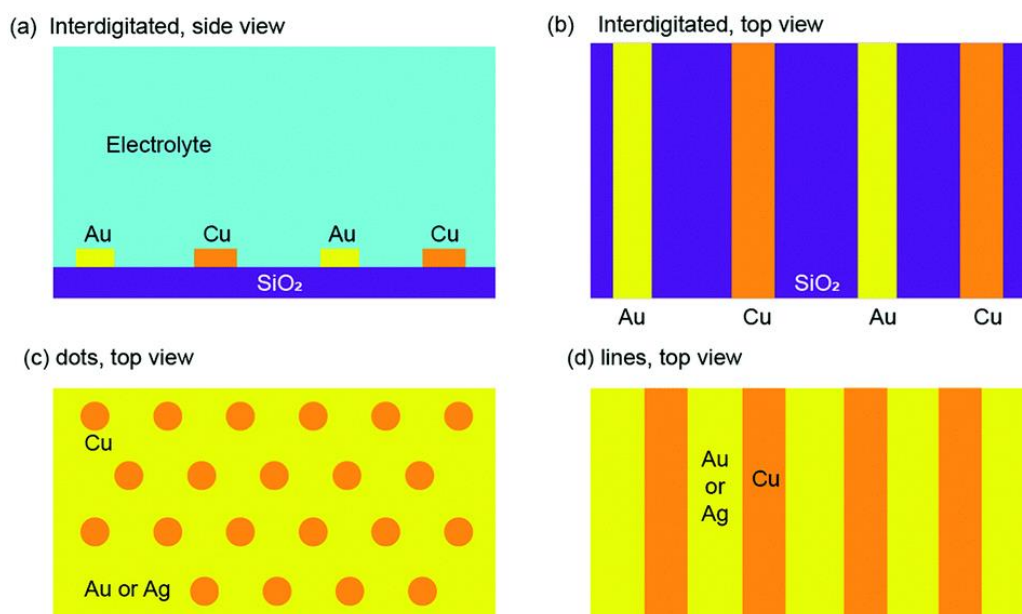 (a) Interdigitated, side view
Electrolyte
Au Cu Au Cu
SiO₂
(b) Interdigitated, top view
SiO₂
Au Cu Au Cu
(c) dots, top view
Cu
Au or Ag
(d) lines, top view
Au
or
Ag
Cu